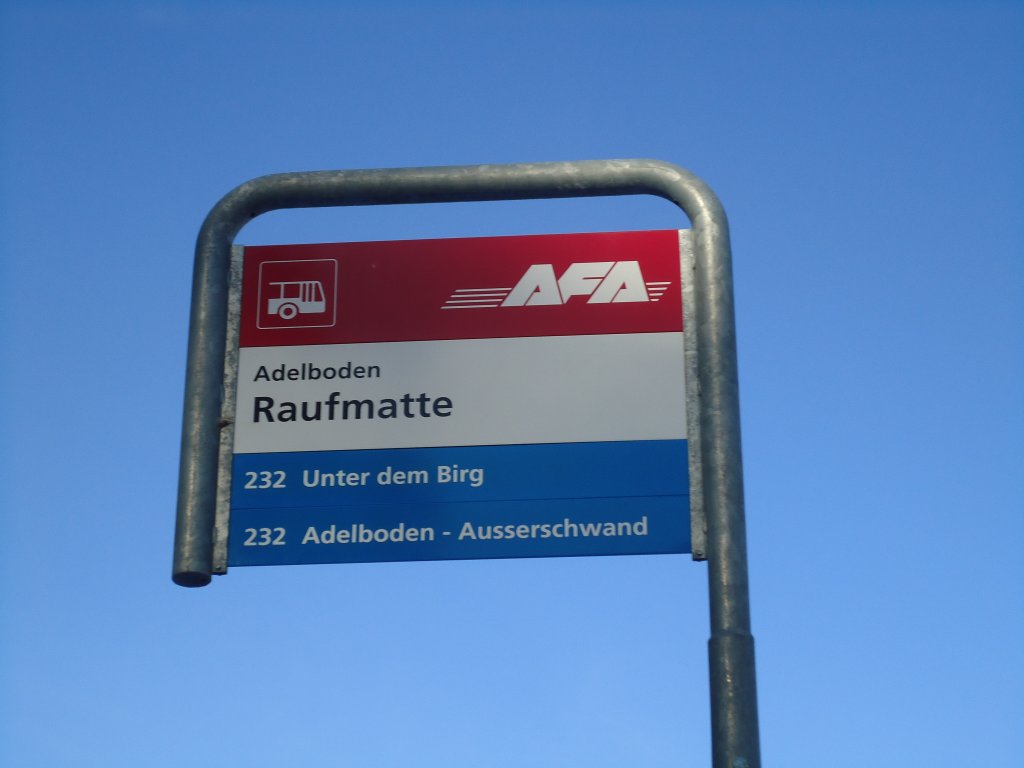 AFA
Adelboden
Raufmatte
232 Unter dem Birg
232 Adelboden - Ausserschwand